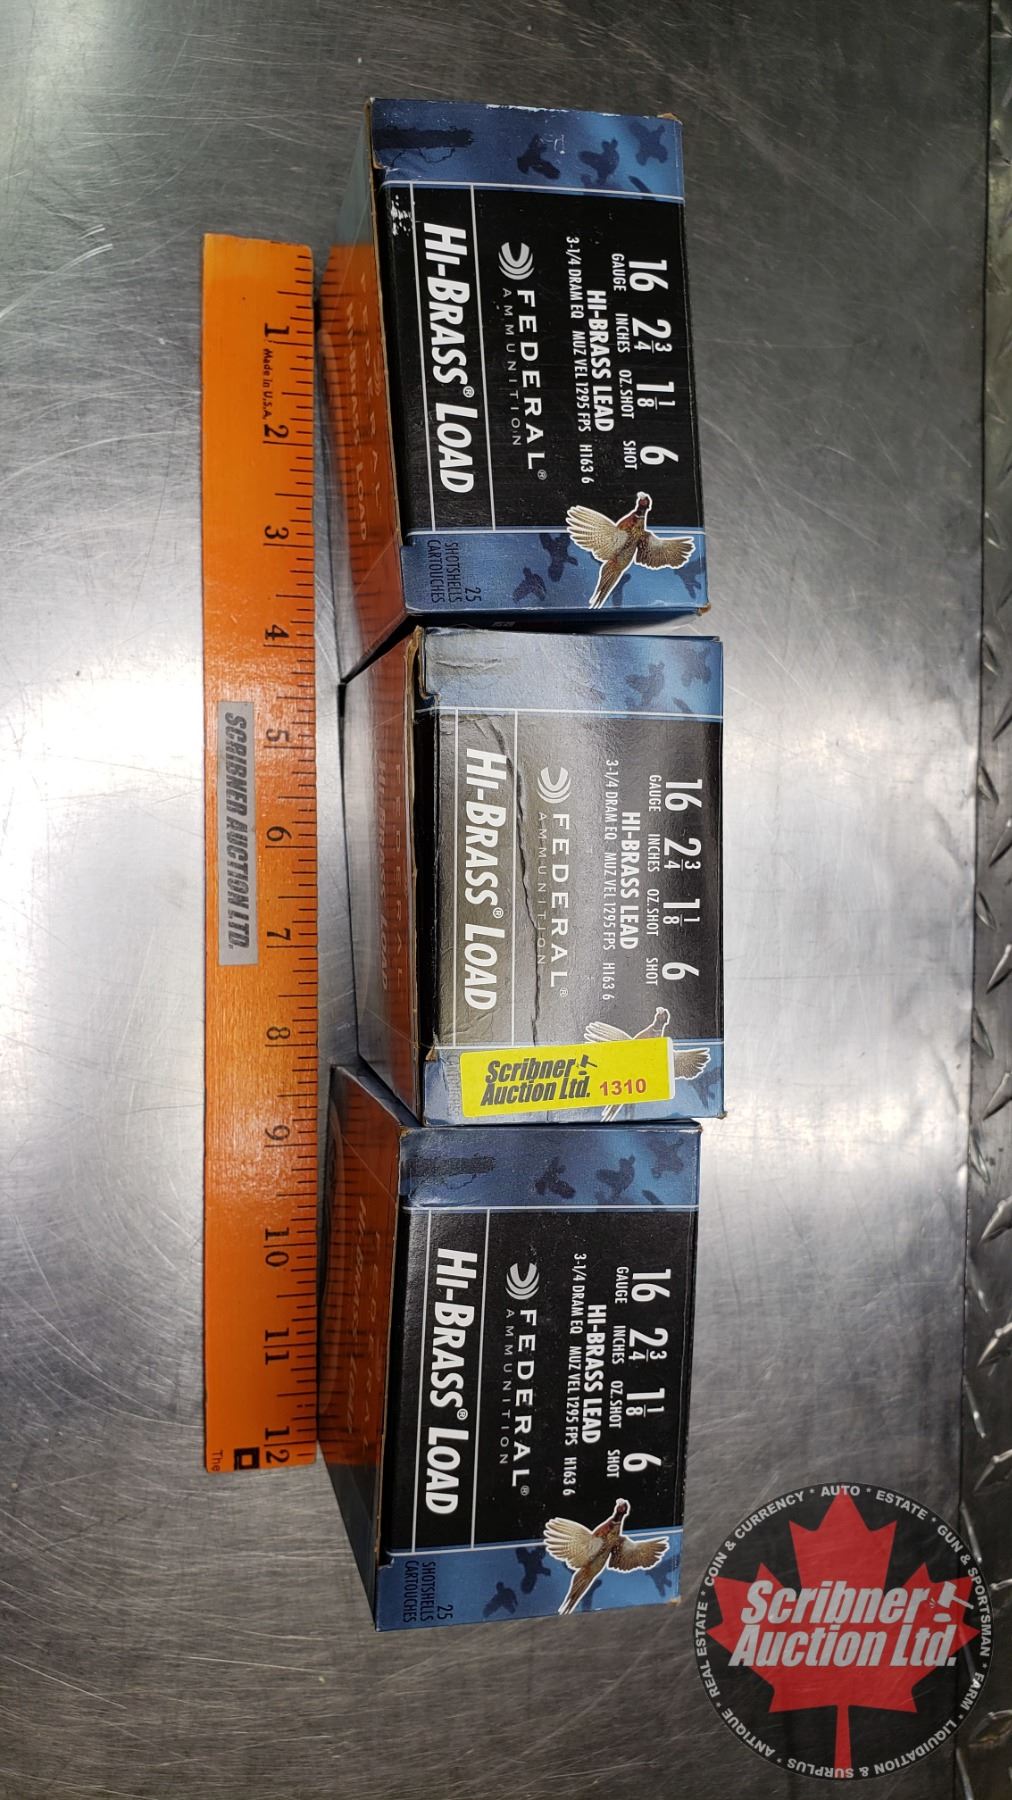 16 2 3/4 1 1/8 6
GAUGE INCHES OZ.SHOT SHOT
HI-BRASS LEAD
3-1/4 DRAM EQ MUZ VEL 1295 FPS H163 6
FEDERAL®
AMMUNITION
HI-BRASS® LOAD
25
SHOTSHELLS
CARTOUCHES
16 2 3/4 1 1/8 6
GAUGE INCHES OZ.SHOT SHOT
HI-BRASS LEAD
3-1/4 DRAM EQ MUZ VEL 1295 FPS H163 6
FEDERAL®
AMMUNITION
HI-BRASS® LOAD
Scribner
Auction Ltd. 1310
16 2 3/4 1 1/8 6
GAUGE INCHES OZ.SHOT SHOT
HI-BRASS LEAD
3-1/4 DRAM EQ MUZ VEL 1295 FPS H163 6
FEDERAL®
AMMUNITION
HI-BRASS® LOAD
25
SHOTSHELLS
CARTOUCHES
1 2 3 4 5 6 7 8 9 10 11 12
Made in U.S.A.
SCRIBNER AUCTION LTD.
The
COIN & CURRENCY * AUTO * ESTATE * GUN & SPORTSMAN * FARM * LIQUIDATION & SURPLUS * ANTIQUE * REAL ESTATE *
Scribner
Auction Ltd.